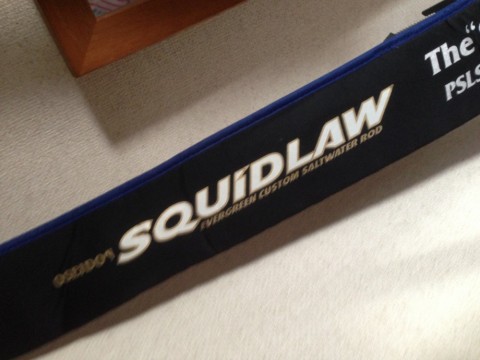 The "
PSLS
SQUiDLAW
EVERGREEN CUSTOM SALTWATER ROD